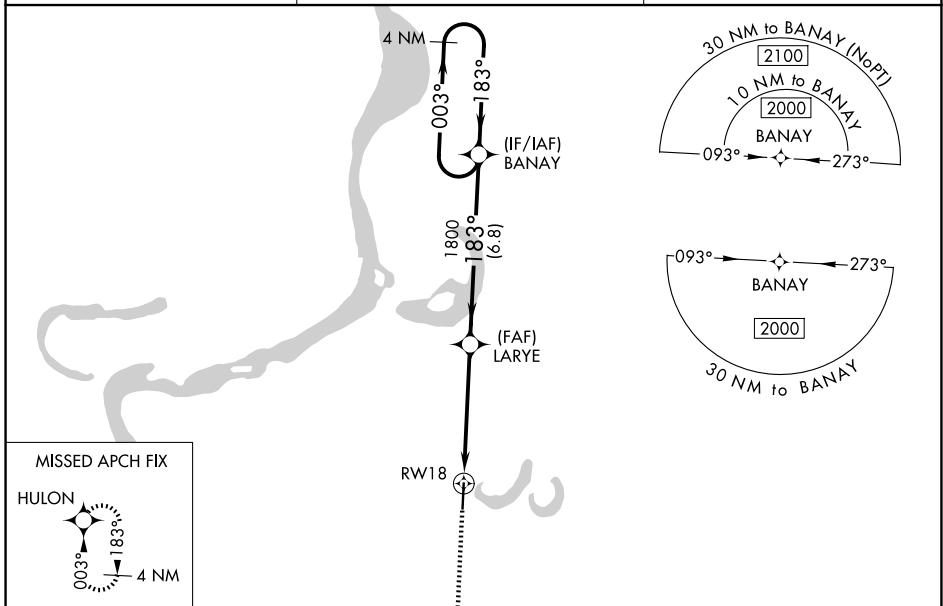 4 NM
003°
183°
(IF/IAF)
BANAY
1800
183°
(6.8)
(FAF)
LARYE
RW18
30 NM to BANAY (NoPT)
2100
10 NM to BANAY
2000
BANAY
093°
273°
093°
273°
BANAY
2000
30 NM to BANAY
MISSED APCH FIX
HULON
003°
183°
4 NM